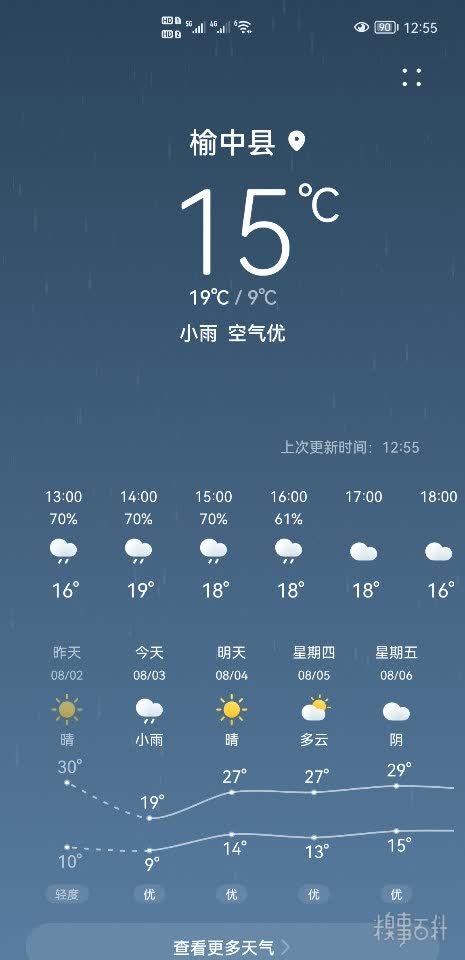 HD 1 5G 4G 6 90 12:55
HD 2
榆中县
15℃
19℃ / 9℃
小雨 空气优
上次更新时间：12:55
13:00 14:00 15:00 16:00 17:00 18:00
70% 70% 70% 61%
16° 19° 18° 18° 18° 16°
昨天 今天 明天 星期四 星期五
08/02 08/03 08/04 08/05 08/06
晴 小雨 晴 多云 阴
30° 19° 27° 27° 29°
10° 9° 14° 13° 15°
轻度 优 优 优 优
查看更多天气
糗事百科